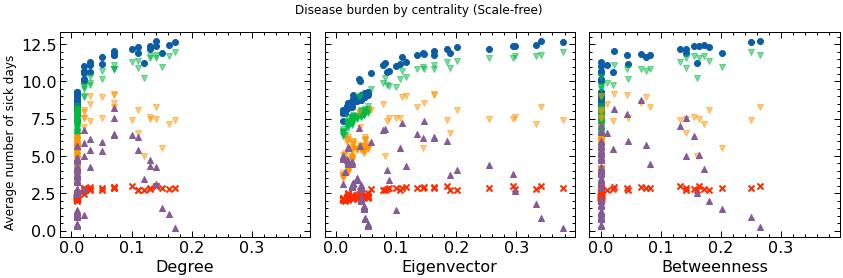 Disease burden by centrality (Scale-free)
Average number of sick days
12.5
10.0
7.5
5.0
2.5
0.0
0.0 0.1 0.2 0.3
0.0 0.1 0.2 0.3
0.0 0.1 0.2 0.3
Degree
Eigenvector
Betweenness